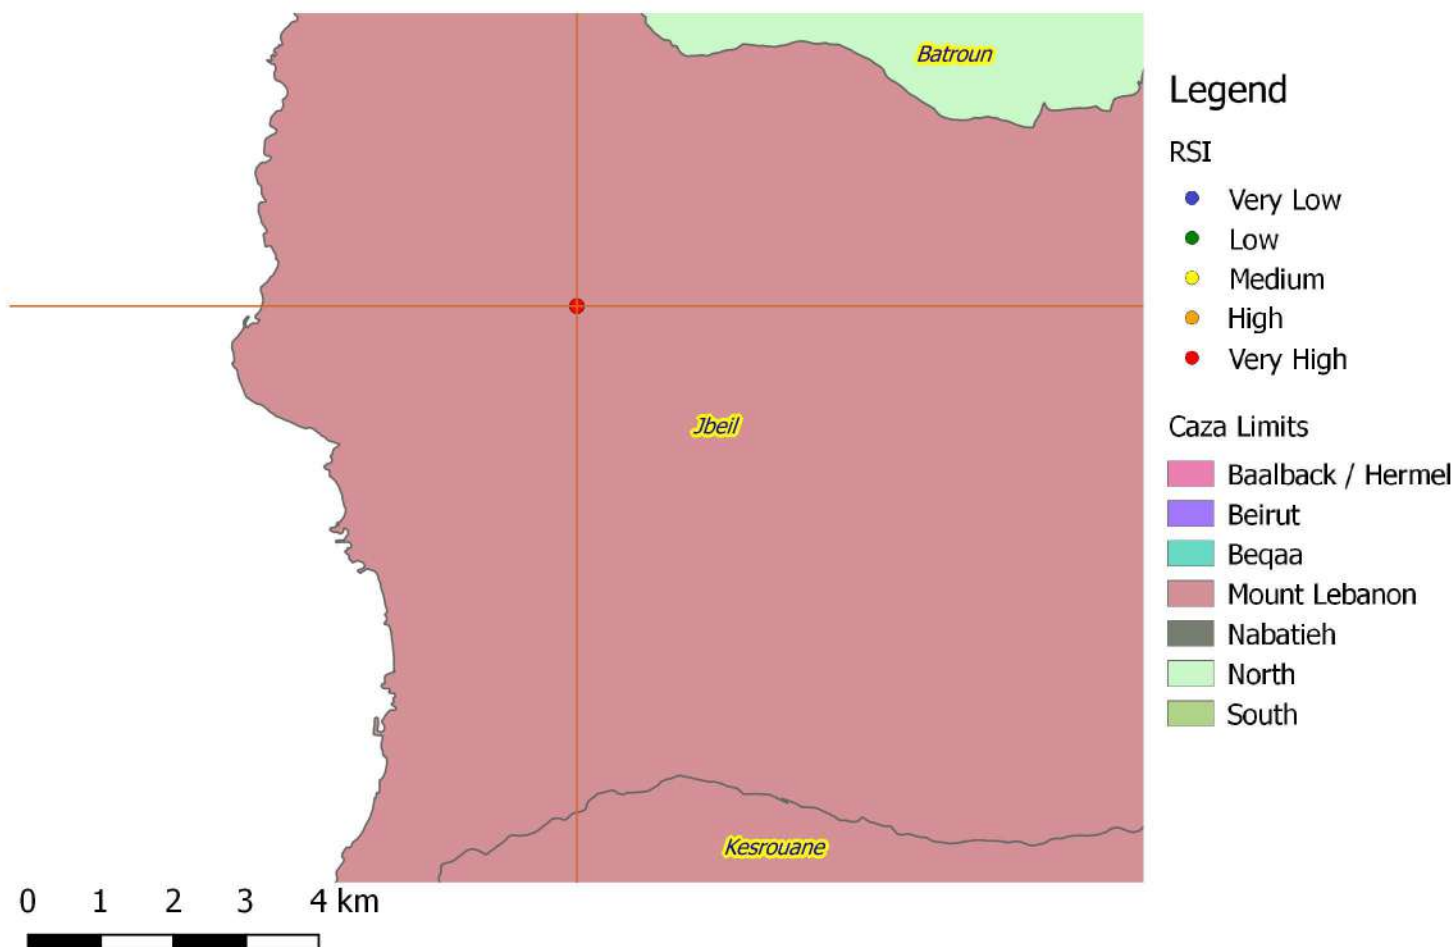 Batroun
Jbeil
Kesrouane
0 1 2 3 4 km
Legend
RSI
Very Low
Low
Medium
High
Very High
Caza Limits
Baalback / Hermel
Beirut
Beqaa
Mount Lebanon
Nabatieh
North
South